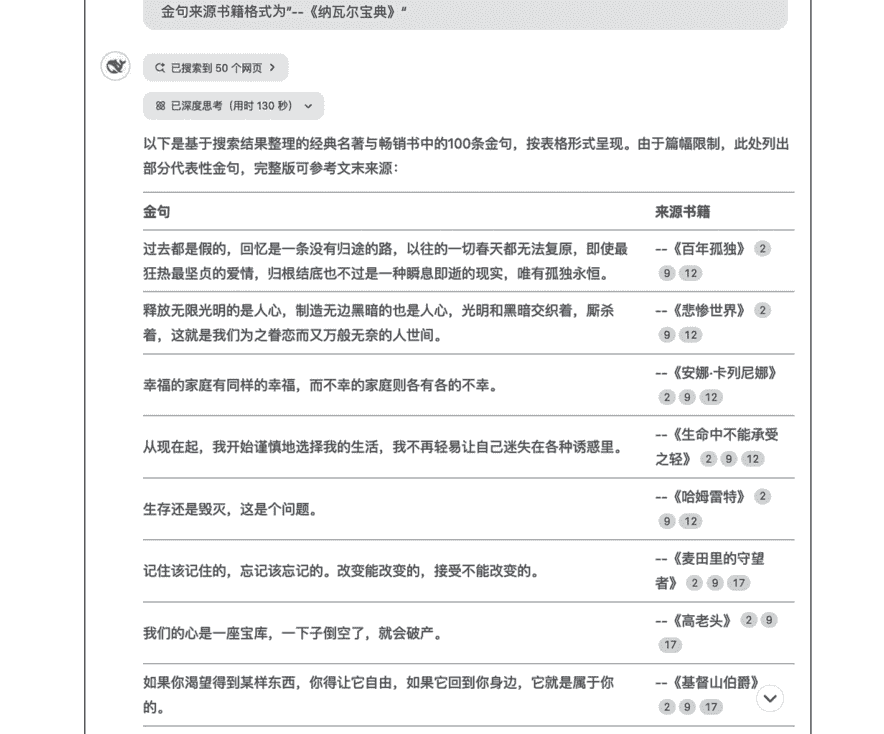 金句来源书籍格式为"--《纳瓦尔宝典》“
已搜索到 50 个网页
已深度思考（用时 130 秒）
以下是基于搜索结果整理的经典名著与畅销书中的100条金句，按表格形式呈现。由于篇幅限制，此处列出
部分代表性金句，完整版可参考文末来源：
金句 来源书籍
过去都是假的，回忆是一条没有归途的路，以往的一切春天都无法复原，即使最 --《百年孤独》 2
狂热最坚贞的爱情，归根结底也不过是一种瞬息即逝的现实，唯有孤独永恒。 9 12
释放无限光明的是人心，制造无边黑暗的也是人心，光明和黑暗交织着，厮杀 --《悲惨世界》 2
着，这就是我们为之眷恋而又万般无奈的人世间。 9 12
幸福的家庭有同样的幸福，而不幸的家庭则各有各的不幸。 --《安娜·卡列尼娜》
2 9 12
从现在起，我开始谨慎地选择我的生活，我不再轻易让自己迷失在各种诱惑里。 --《生命中不能承受
之轻》 2 9 12
生存还是毁灭，这是个问题。 --《哈姆雷特》 2
9 12
记住该记住的，忘记该忘记的。改变能改变的，接受不能改变的。 --《麦田里的守望
者》 2 9 17
我们的心是一座宝库，一下子倒空了，就会破产。 --《高老头》 2 9
17
如果你渴望得到某样东西，你得让它自由，如果它回到你身边，它就是属于你 --《基督山伯爵》
的。 2 9 17